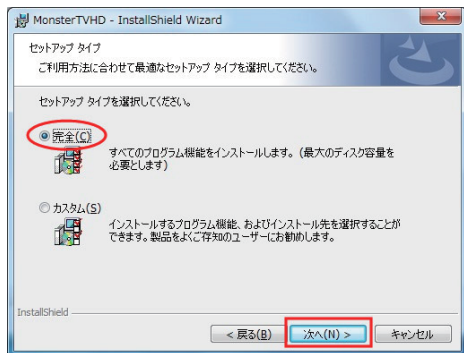 MonsterTVHD - InstallShield Wizard
セットアップ タイプ
ご利用方法に合わせて最適なセットアップ タイプを選択してください。
セットアップ タイプを選択してください。
完全(C)
すべてのプログラム機能をインストールします。(最大のディスク容量を
必要とします)
カスタム(S)
インストールするプログラム機能、およびインストール先を選択することが
できます。製品をよくご存知のユーザーにお勧めします。
InstallShield
< 戻る(B)
次へ(N) >
キャンセル